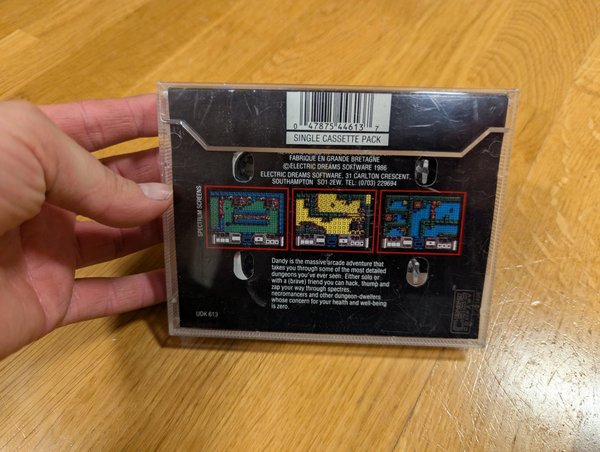 0 47875 44613 7
SINGLE CASSETTE PACK
FABRIQUE EN GRANDE BRETAGNE
©ELECTRIC DREAMS SOFTWARE 1986
ELECTRIC DREAMS SOFTWARE, 31 CARLTON CRESCENT,
SOUTHAMPTON SO1 2EW. TEL: (0703) 229694
SPECTRUM SCREENS
Dandy is the massive arcade adventure that
takes you through some of the most detailed
dungeons you've ever seen. Either solo or
with a (brave) friend you can hack, thump and
zap your way through spectres,
necromancers and other dungeon-dwellers
whose concern for your health and well-being
is zero.
UDK 613